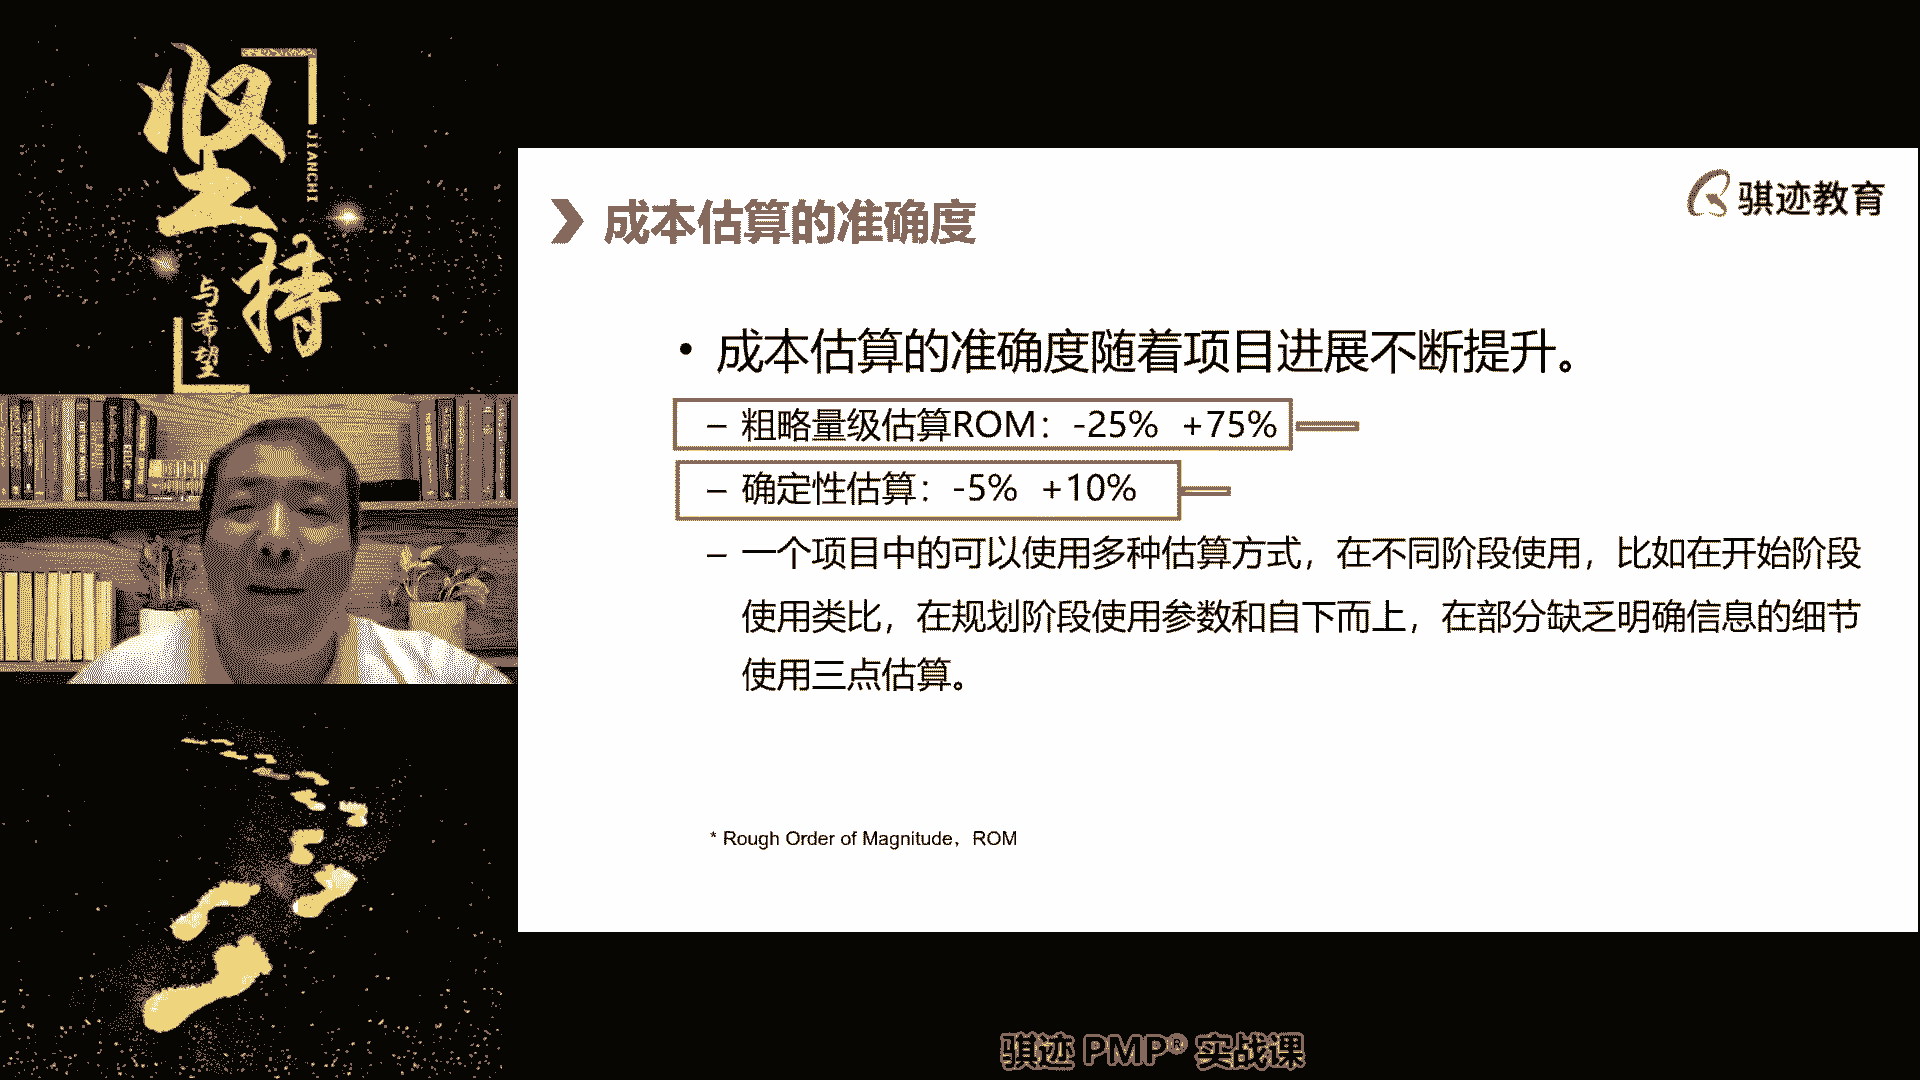 坚持
JIANCHI
与希望
骐迹教育
成本估算的准确度
• 成本估算的准确度随着项目进展不断提升。
– 粗略量级估算ROM：-25% +75%
– 确定性估算：-5% +10%
– 一个项目中的可以使用多种估算方式，在不同阶段使用，比如在开始阶段
使用类比，在规划阶段使用参数和自下而上，在部分缺乏明确信息的细节
使用三点估算。
* Rough Order of Magnitude，ROM
骐迹 PMP® 实战课